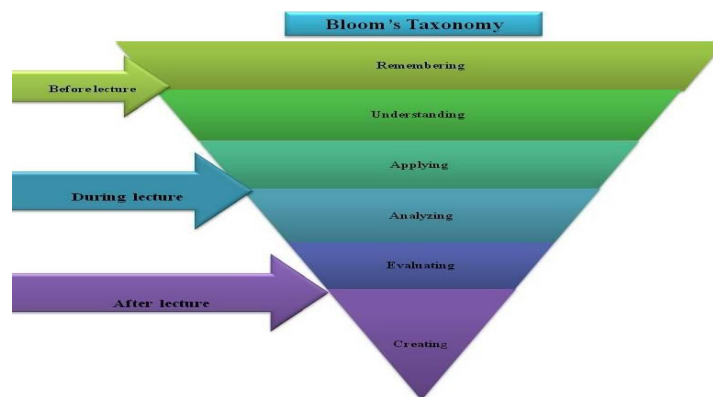 Bloom's Taxonomy
Remembering
Before lecture
Understanding
Applying
During lecture
Analyzing
Evaluating
After lecture
Creating